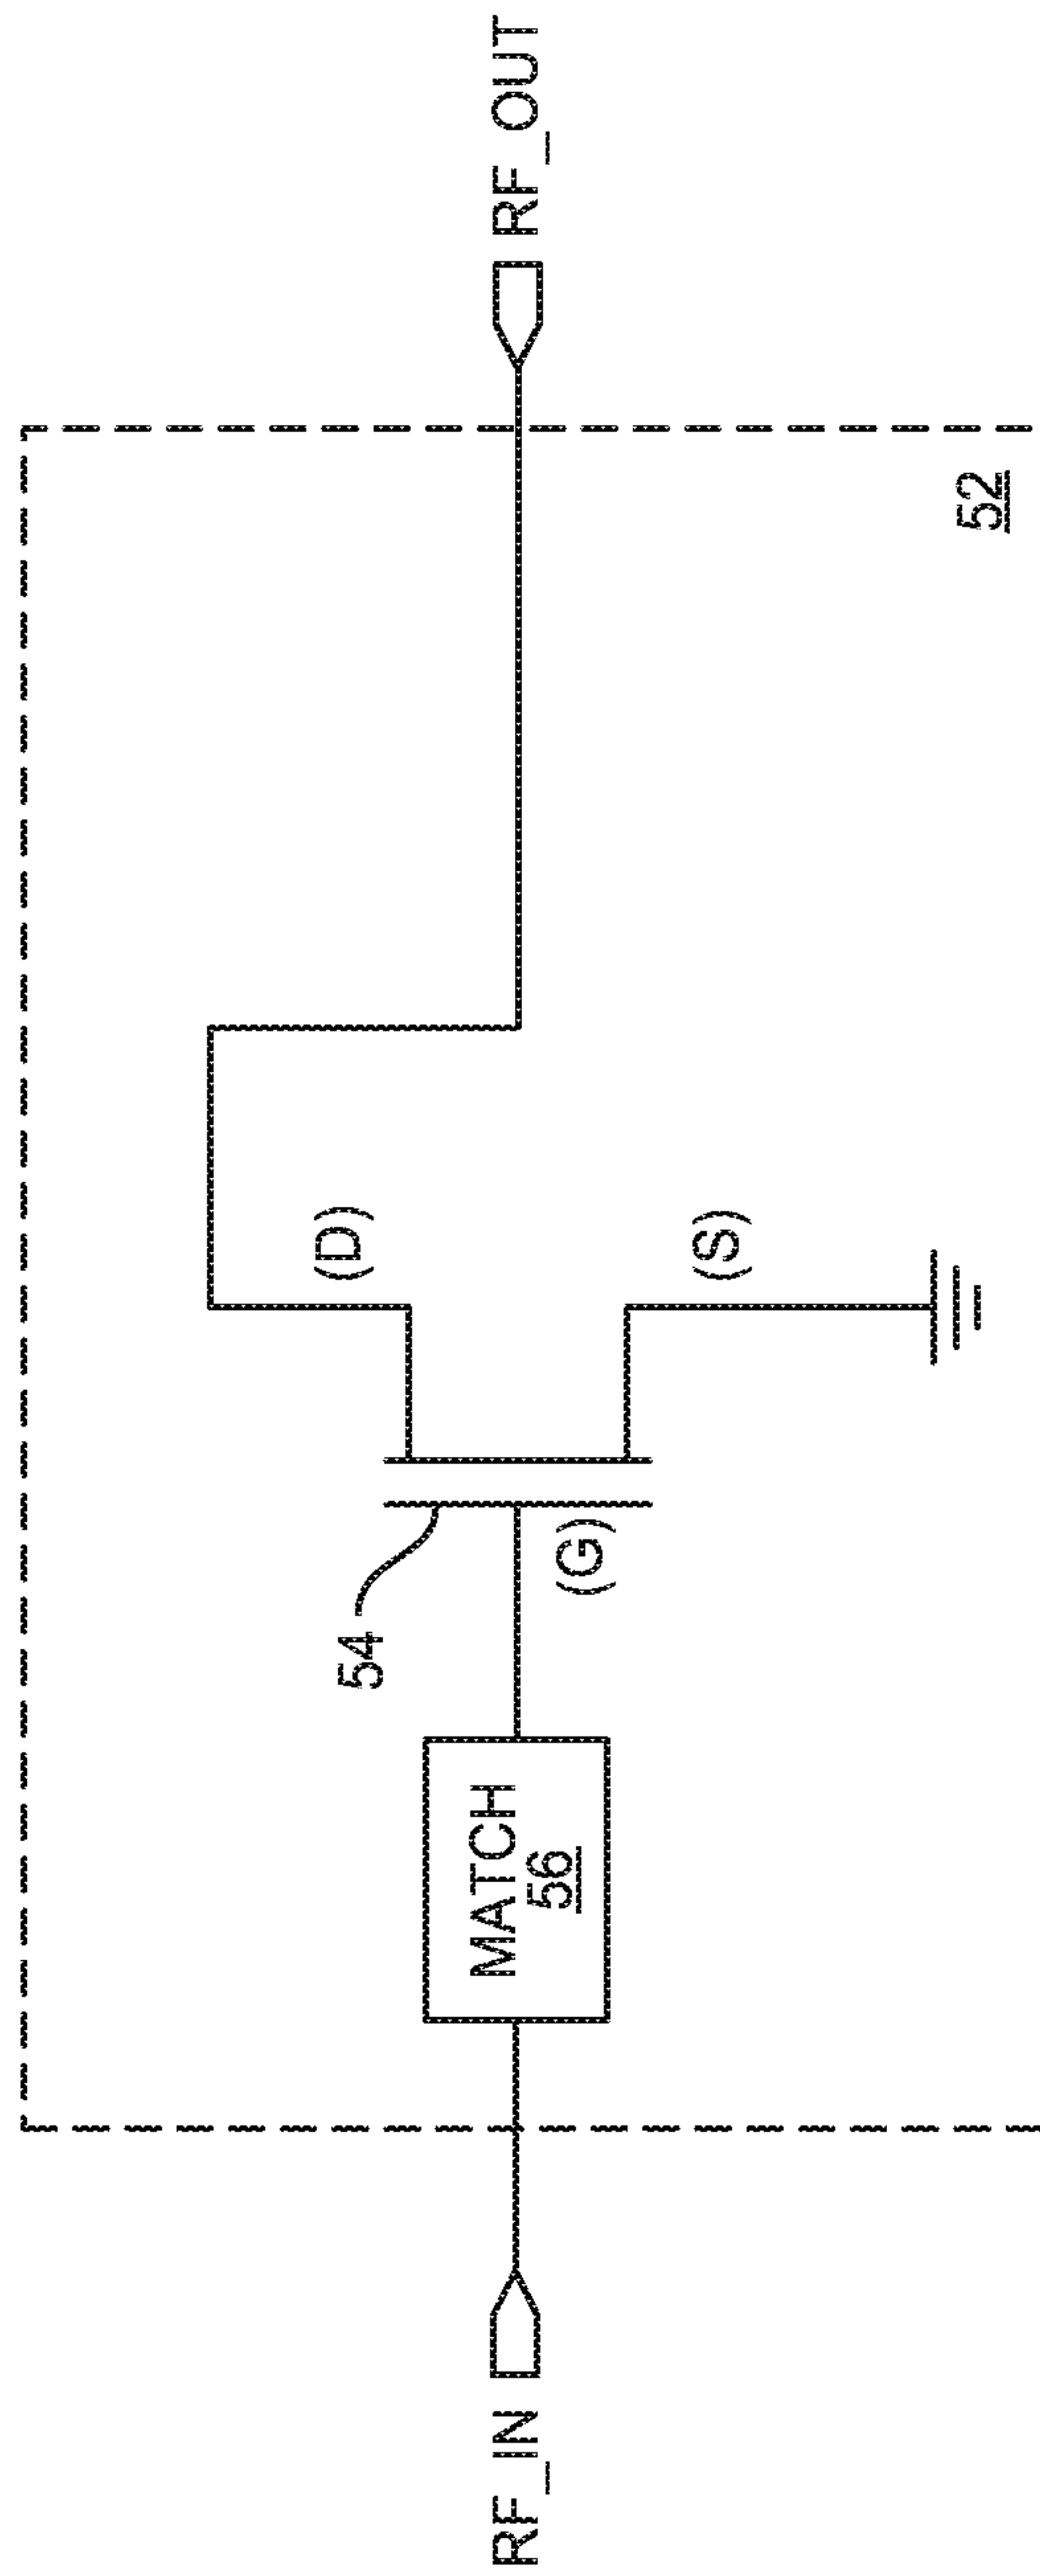 RF_IN
MATCH
56
54
(G)
(D)
(S)
52
RF_OUT